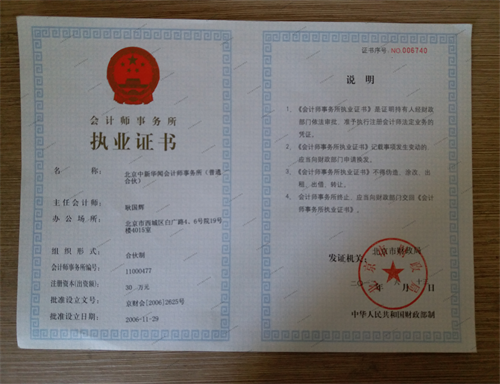 会计师事务所
执业证书
名 称：
北京中颐华闻会计师事务所（普通
合伙）
主任会计师：
耿国辉
办公场所：
北京市西城区白广路4、6号院19号
楼4015室
组织形式：
合伙制
会计师事务所编号：
11000477
注册资本(出资额)：
30 万元
批准设立文号：
京财会[2006]2625号
批准设立日期：
2006-11-29
证书序号：NO.006740
说 明
1、《会计师事务所执业证书》是证明持有人经财政
部门依法审批，准予执行注册会计师法定业务的
凭证。
2、《会计师事务所执业证书》记载事项发生变动的，
应当向财政部门申请换发。
3、《会计师事务所执业证书》不得伪造、涂改、出
租、出借、转让。
4、会计师事务所终止，应当向财政部门交回《会计
师事务所执业证书》。
发证机关：
北京市财政局
中华人民共和国财政部制